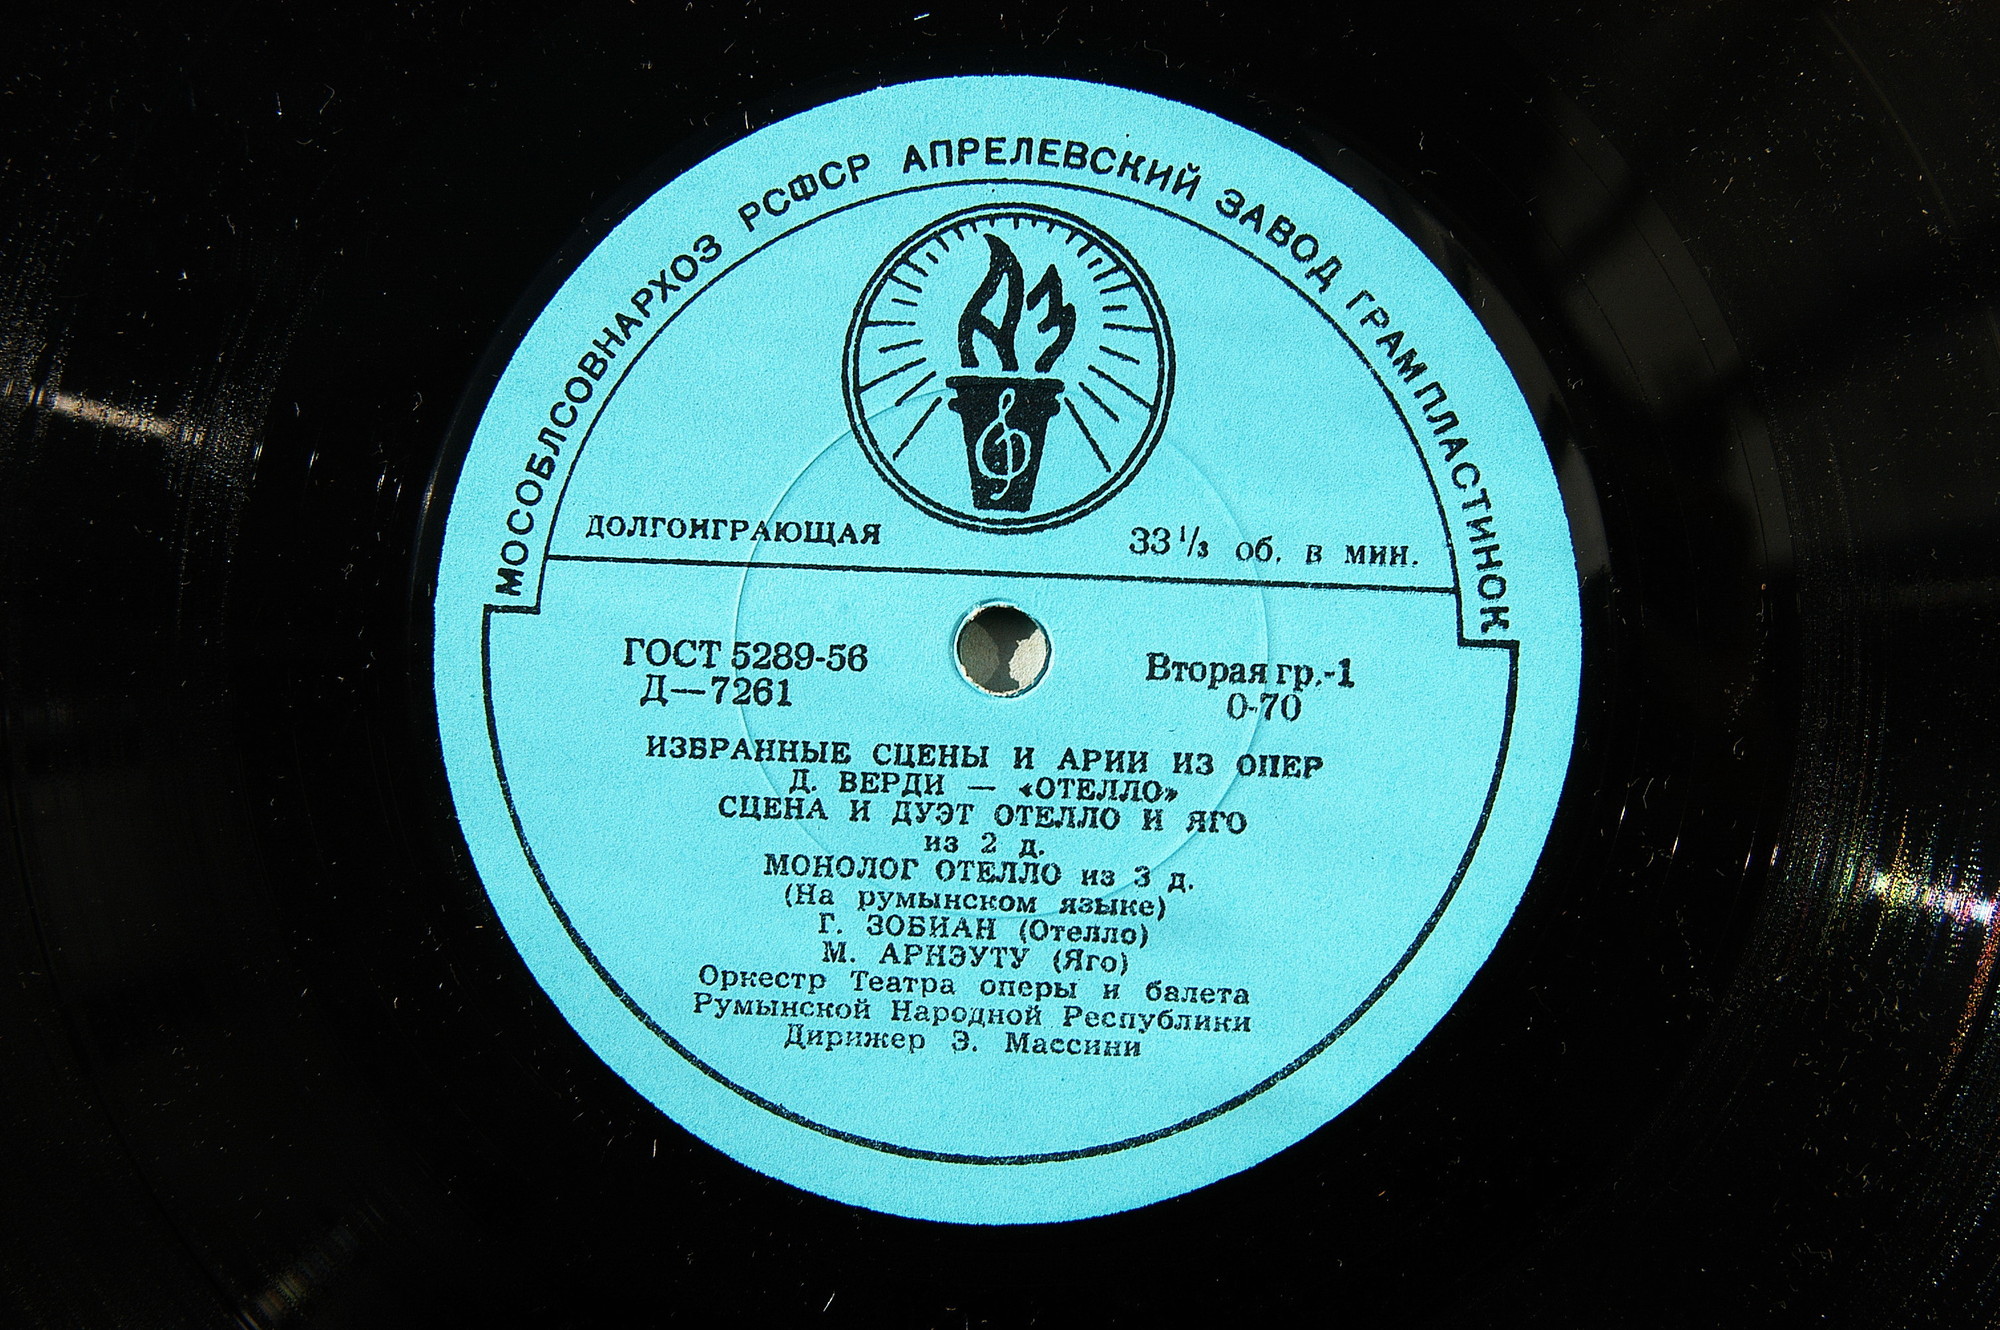 МОСОБЛСОВНАРХОЗ РСФСР АПРЕЛЕВСКИЙ ЗАВОД ГРАМПЛАСТИНОК
АЗ
ДОЛГОИГРАЮЩАЯ 33 1/3 об. в мин.
ГОСТ 5289-56 Вторая гр.-1
Д—7261 0-70
ИЗБРАННЫЕ СЦЕНЫ И АРИИ ИЗ ОПЕР
Д. ВЕРДИ — «ОТЕЛЛО»
СЦЕНА И ДУЭТ ОТЕЛЛО И ЯГО
из 2 д.
МОНОЛОГ ОТЕЛЛО из 3 д.
(На румынском языке)
Г. ЗОБИАН (Отелло)
М. АРНЭУТУ (Яго)
Оркестр Театра оперы и балета
Румынской Народной Республики
Дирижер Э. Массини